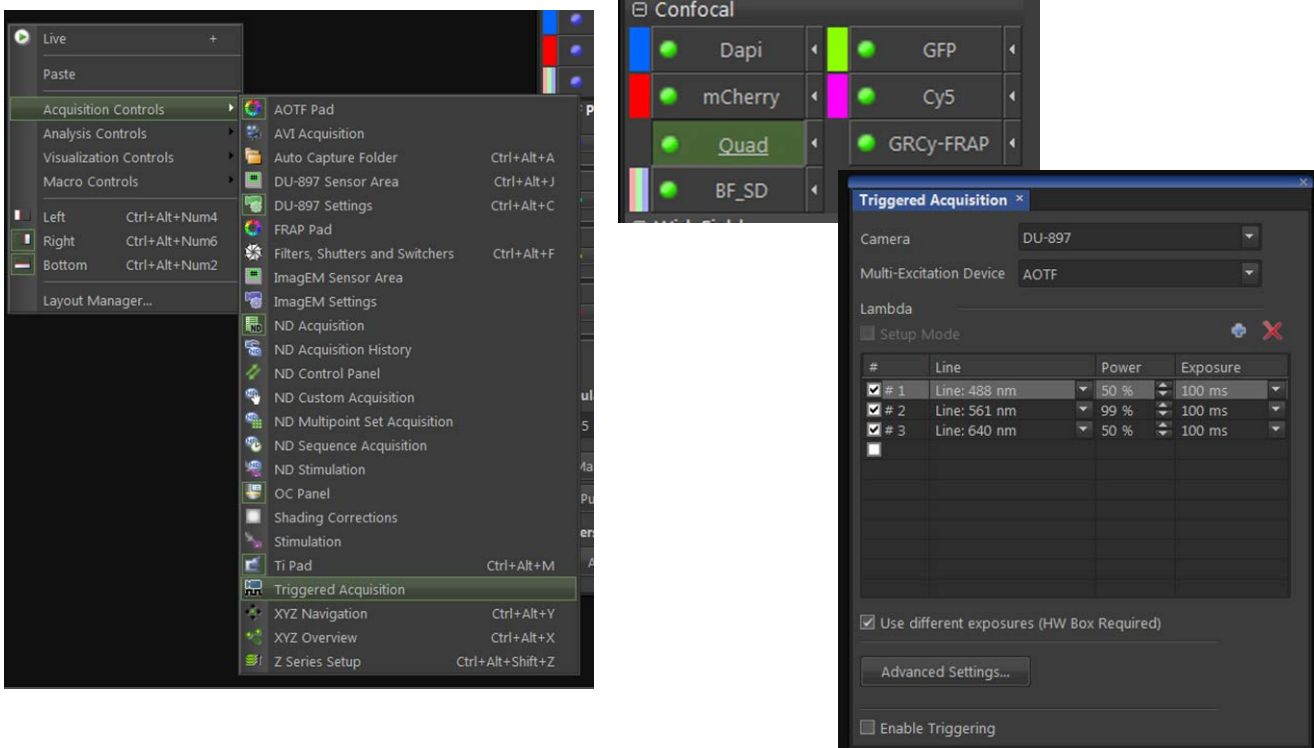 Live +
Paste
Acquisition Controls
Analysis Controls
Visualization Controls
Macro Controls
Left Ctrl+Alt+Num4
Right Ctrl+Alt+Num6
Bottom Ctrl+Alt+Num2
Layout Manager...
AOTF Pad
AVI Acquisition
Auto Capture Folder Ctrl+Alt+A
DU-897 Sensor Area Ctrl+Alt+J
DU-897 Settings Ctrl+Alt+C
FRAP Pad
Filters, Shutters and Switchers Ctrl+Alt+F
ImagEM Sensor Area
ImagEM Settings
ND Acquisition
ND Acquisition History
ND Control Panel
ND Custom Acquisition
ND Multipoint Set Acquisition
ND Sequence Acquisition
ND Stimulation
OC Panel
Shading Corrections
Stimulation
Ti Pad Ctrl+Alt+M
Triggered Acquisition
XYZ Navigation Ctrl+Alt+Y
XYZ Overview Ctrl+Alt+X
Z Series Setup Ctrl+Alt+Shift+Z
Confocal
Dapi GFP
mCherry Cy5
Quad GRCy-FRAP
BF_SD
Triggered Acquisition
Camera DU-897
Multi-Excitation Device AOTF
Lambda
Setup Mode
# Line Power Exposure
# 1 Line: 488 nm 50 % 100 ms
# 2 Line: 561 nm 99 % 100 ms
# 3 Line: 640 nm 50 % 100 ms
Use different exposures (HW Box Required)
Advanced Settings...
Enable Triggering